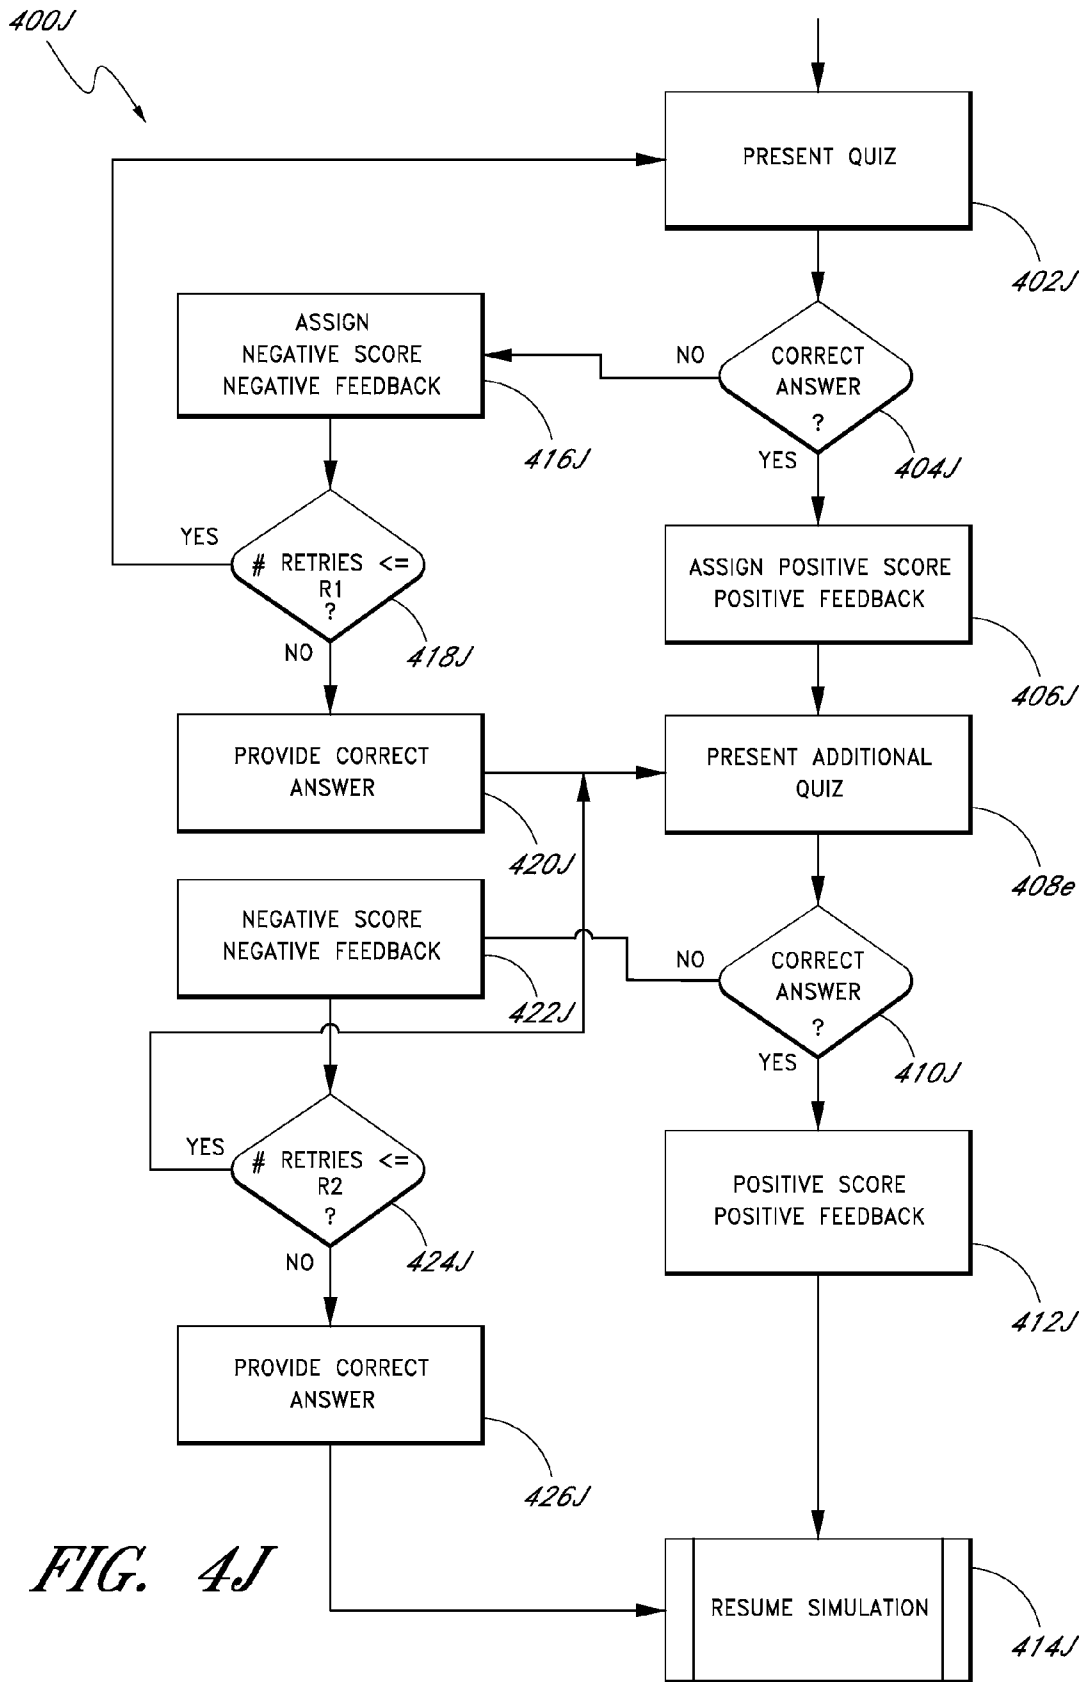 400J
PRESENT QUIZ
402J
CORRECT
ANSWER
?
NO
YES
404J
ASSIGN
NEGATIVE SCORE
NEGATIVE FEEDBACK
416J
# RETRIES <=
R1
?
YES
NO
418J
ASSIGN POSITIVE SCORE
POSITIVE FEEDBACK
406J
PROVIDE CORRECT
ANSWER
420J
PRESENT ADDITIONAL
QUIZ
408e
NEGATIVE SCORE
NEGATIVE FEEDBACK
422J
CORRECT
ANSWER
?
NO
YES
410J
# RETRIES <=
R2
?
YES
NO
424J
POSITIVE SCORE
POSITIVE FEEDBACK
412J
PROVIDE CORRECT
ANSWER
426J
RESUME SIMULATION
414J
FIG. 4J